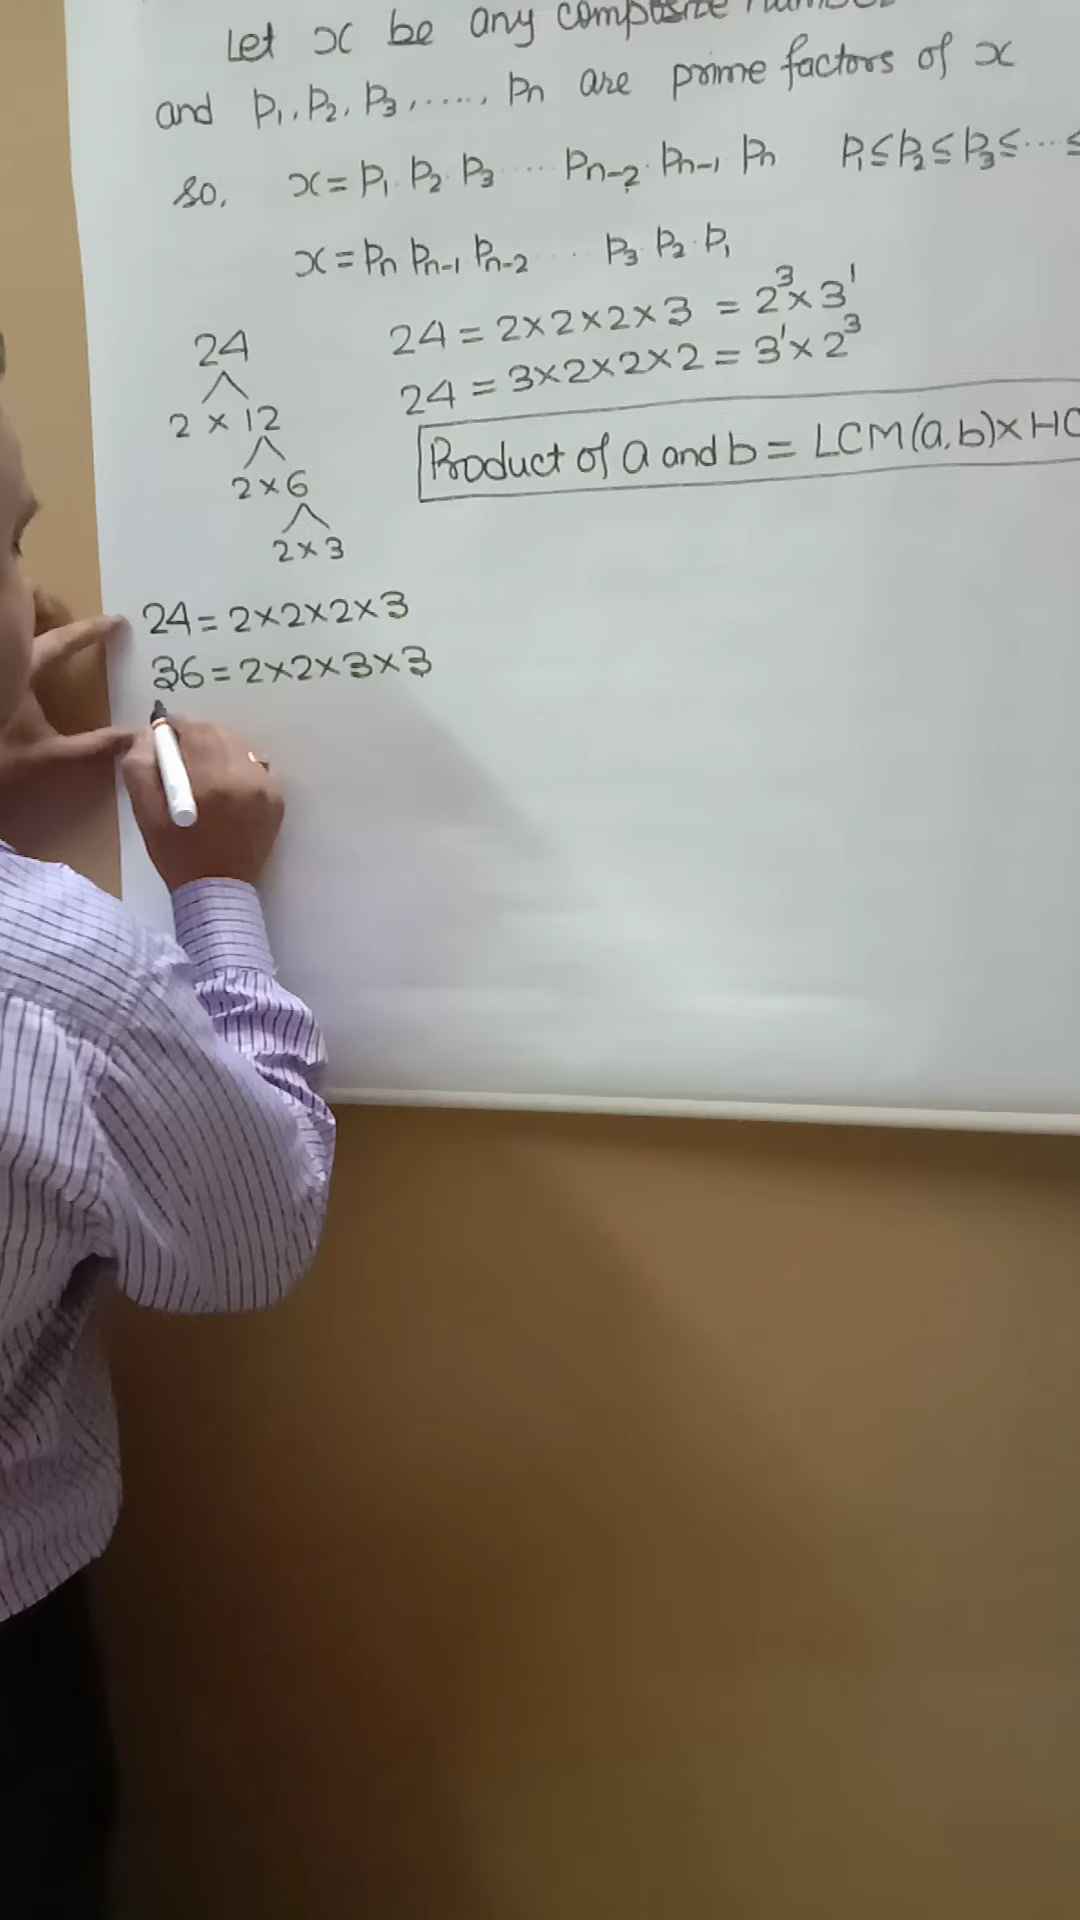 Let x be any composite number
and p₁, p₂, p₃, ....., pn are prime factors of x
so, x = p₁ p₂ p₃ ... pn-2 . pn-1 pn p₁ ≤ p₂ ≤ p₃ ≤ ... ≤
x = pn pn-1 pn-2 ... p₃ p₂ p₁
24
2 × 12
2 × 6
2 × 3
24 = 2×2×2×3 = 2³×3¹
24 = 3×2×2×2 = 3¹×2³
Product of a and b = LCM(a,b)×HC
24 = 2×2×2×3
36 = 2×2×3×3